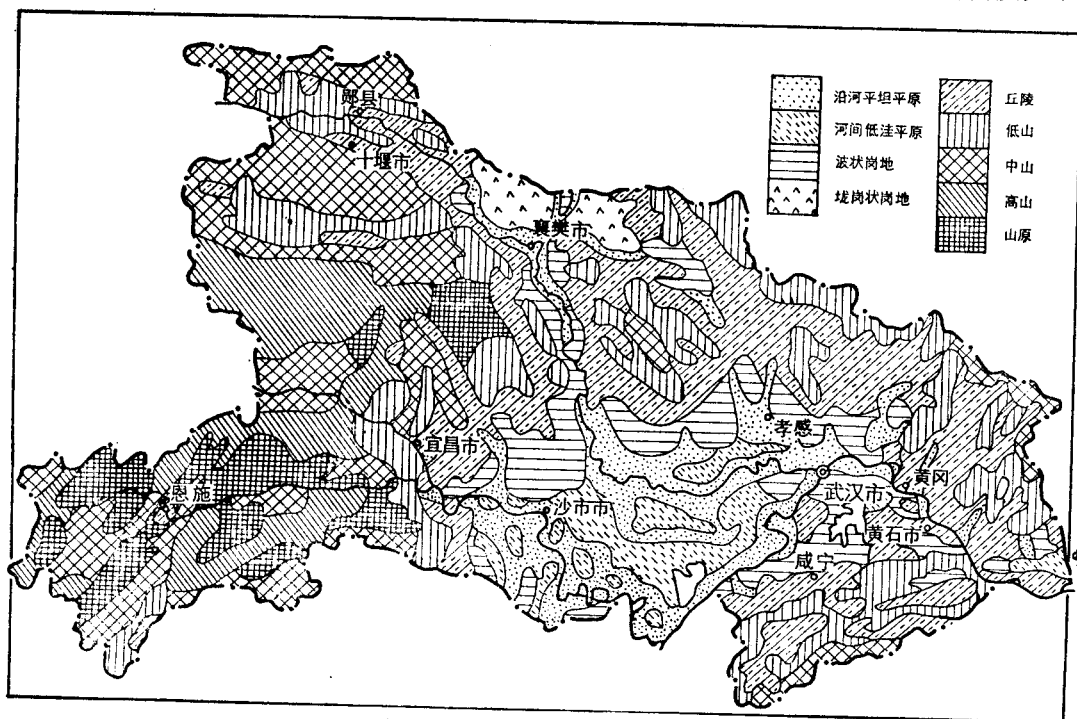 沿河平坦平原
河间低洼平原
波状岗地
垅岗状岗地
丘陵
低山
中山
高山
山原
郧县
十堰市
襄樊市
宜昌市
孝感
恩施
沙市市
武汉市
黄冈
黄石市
咸宁